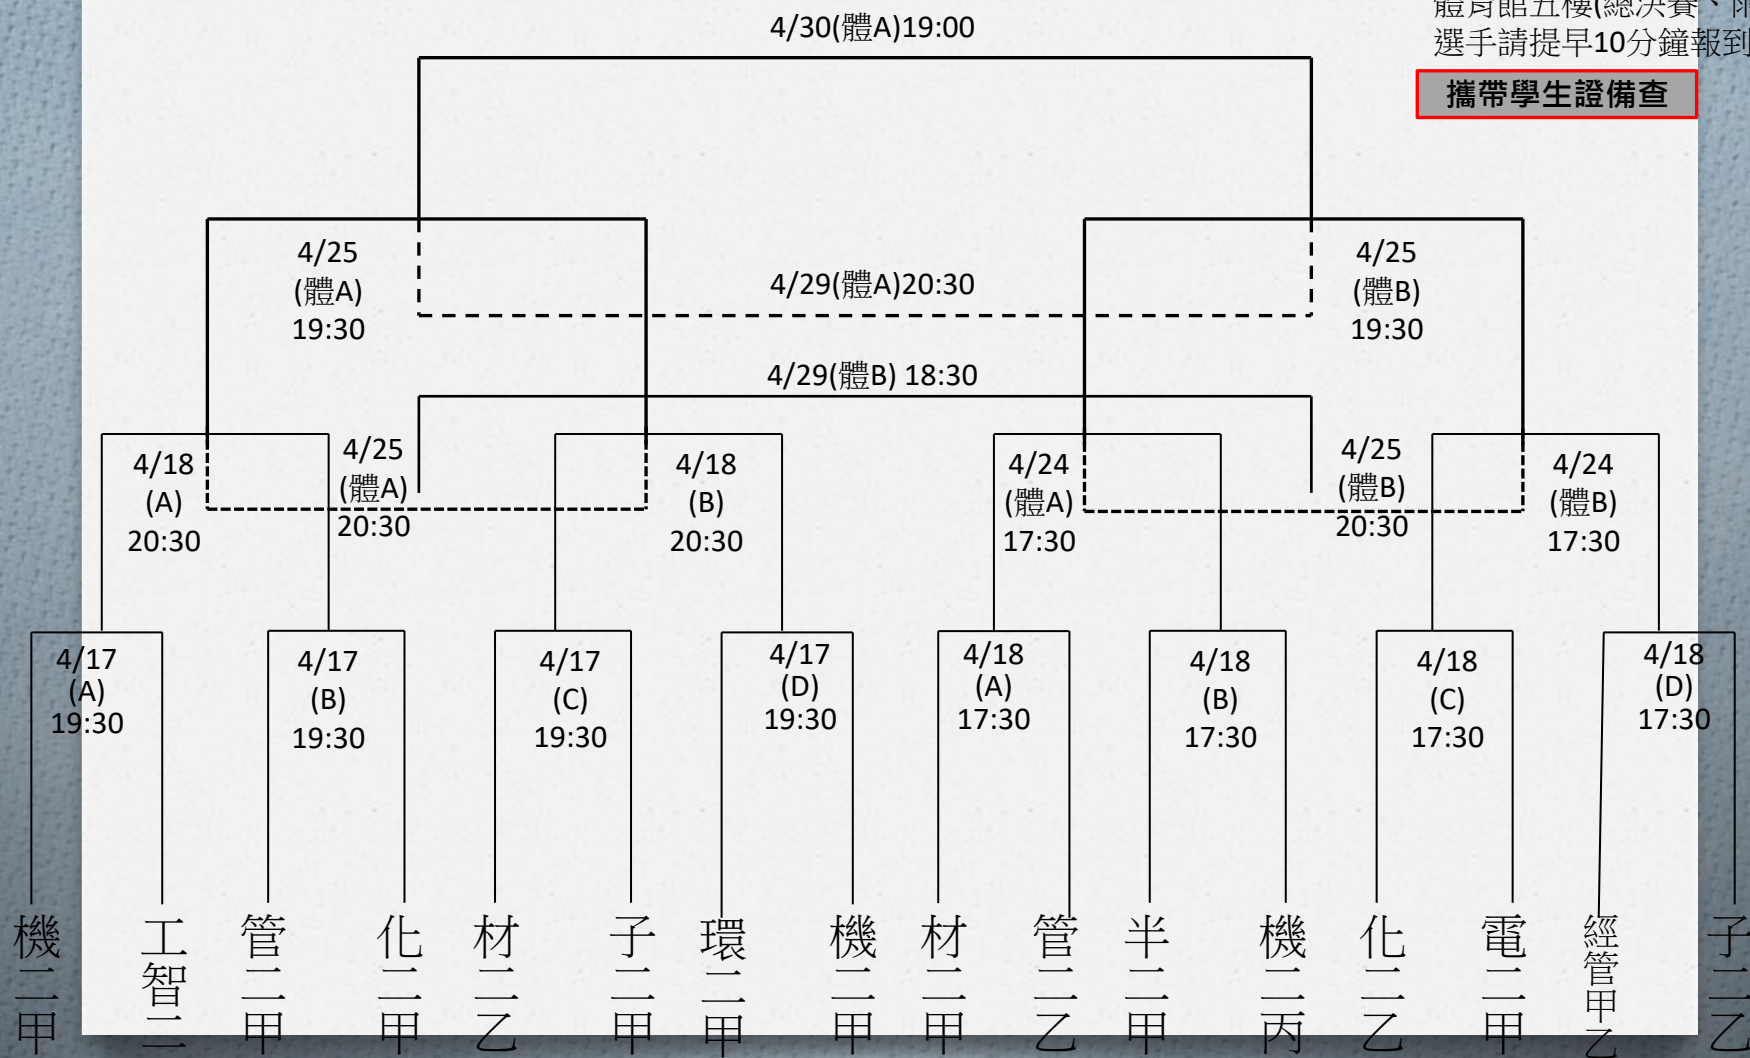 4/30(體A)19:00
體育館五樓(總決賽、
選手請提早10分鐘報到
攜帶學生證備查
4/25
(體A)
19:30
4/29(體A)20:30
4/25
(體B)
19:30
4/29(體B) 18:30
4/18
(A)
20:30
4/25
(體A)
20:30
4/18
(B)
20:30
4/24
(體A)
17:30
4/25
(體B)
20:30
4/24
(體B)
17:30
4/17
(A)
19:30
4/17
(B)
19:30
4/17
(C)
19:30
4/17
(D)
19:30
4/18
(A)
17:30
4/18
(B)
17:30
4/18
(C)
17:30
4/18
(D)
17:30
機二甲
工智二
管二甲
化二甲
材二乙
子二甲
環二甲
機二甲
材二甲
管二乙
半二甲
機二丙
化二乙
電二甲
經管甲乙
子二乙